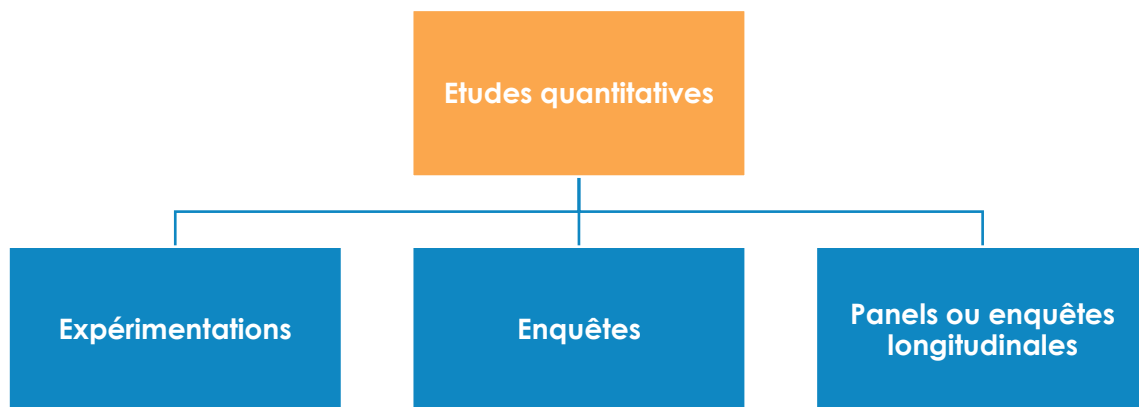 Etudes quantitatives
Expérimentations
Enquêtes
Panels ou enquêtes
longitudinales